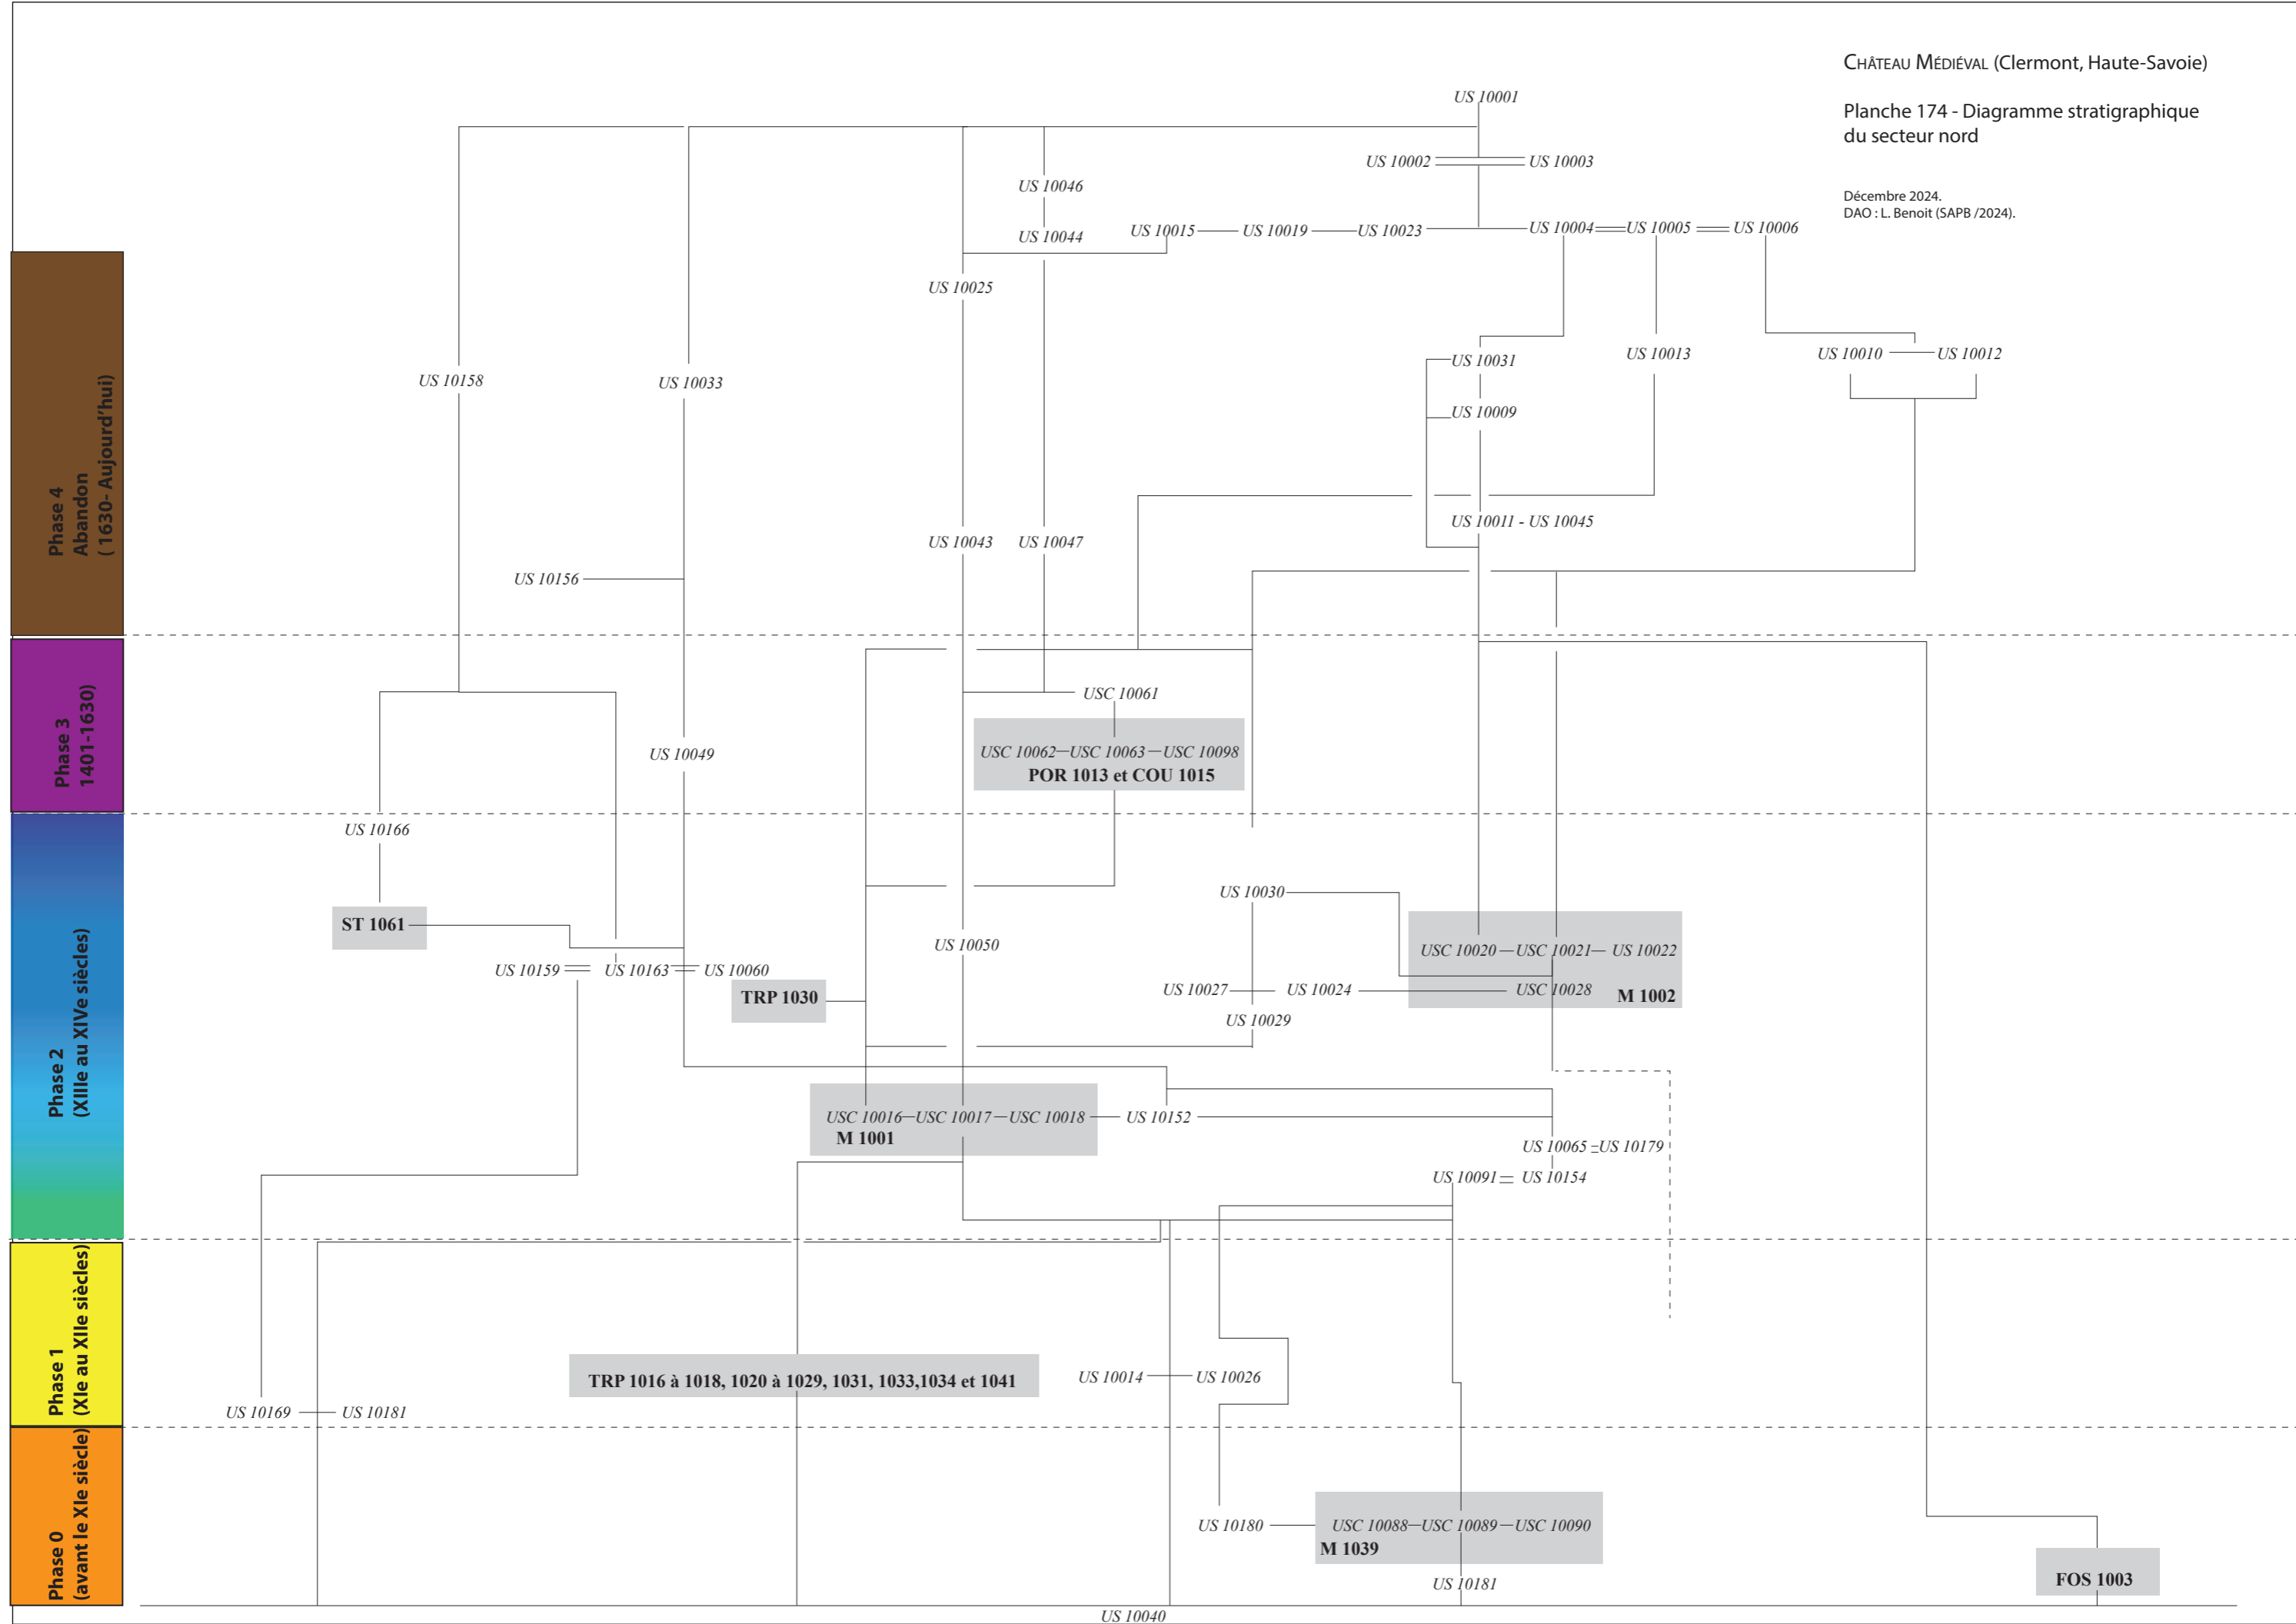 CHÂTEAU MÉDIÉVAL (Clermont, Haute-Savoie)
Planche 174 - Diagramme stratigraphique
du secteur nord
Décembre 2024.
DAO : L. Benoit (SAPB /2024).
US 10001
US 10002 US 10003
US 10046
US 10044 US 10015 US 10019 US 10023 US 10004 US 10005 US 10006
US 10025
US 10031 US 10013 US 10010 US 10012
US 10158 US 10033
US 10009
US 10011 - US 10045
US 10043 US 10047
US 10156
Phase 4
Abandon
( 1630- Aujourd'hui)
USC 10061
US 10049 USC 10062 USC 10063 USC 10098
POR 1013 et COU 1015
Phase 3
1401-1630)
US 10166
US 10030
ST 1061
US 10050 USC 10020 USC 10021 US 10022
US 10159 US 10163 US 10060
TRP 1030 US 10027 US 10024 USC 10028 M 1002
US 10029
USC 10016 USC 10017 USC 10018 US 10152
M 1001
US 10065 US 10179
US 10091 US 10154
Phase 2
(XIIIe au XIVe siècles)
TRP 1016 à 1018, 1020 à 1029, 1031, 1033,1034 et 1041 US 10014 US 10026
US 10169 US 10181
Phase 1
(XIe au XIIe siècles)
US 10180 USC 10088 USC 10089 USC 10090
M 1039
US 10181 FOS 1003
Phase 0
(avant le XIe siècle)
US 10040